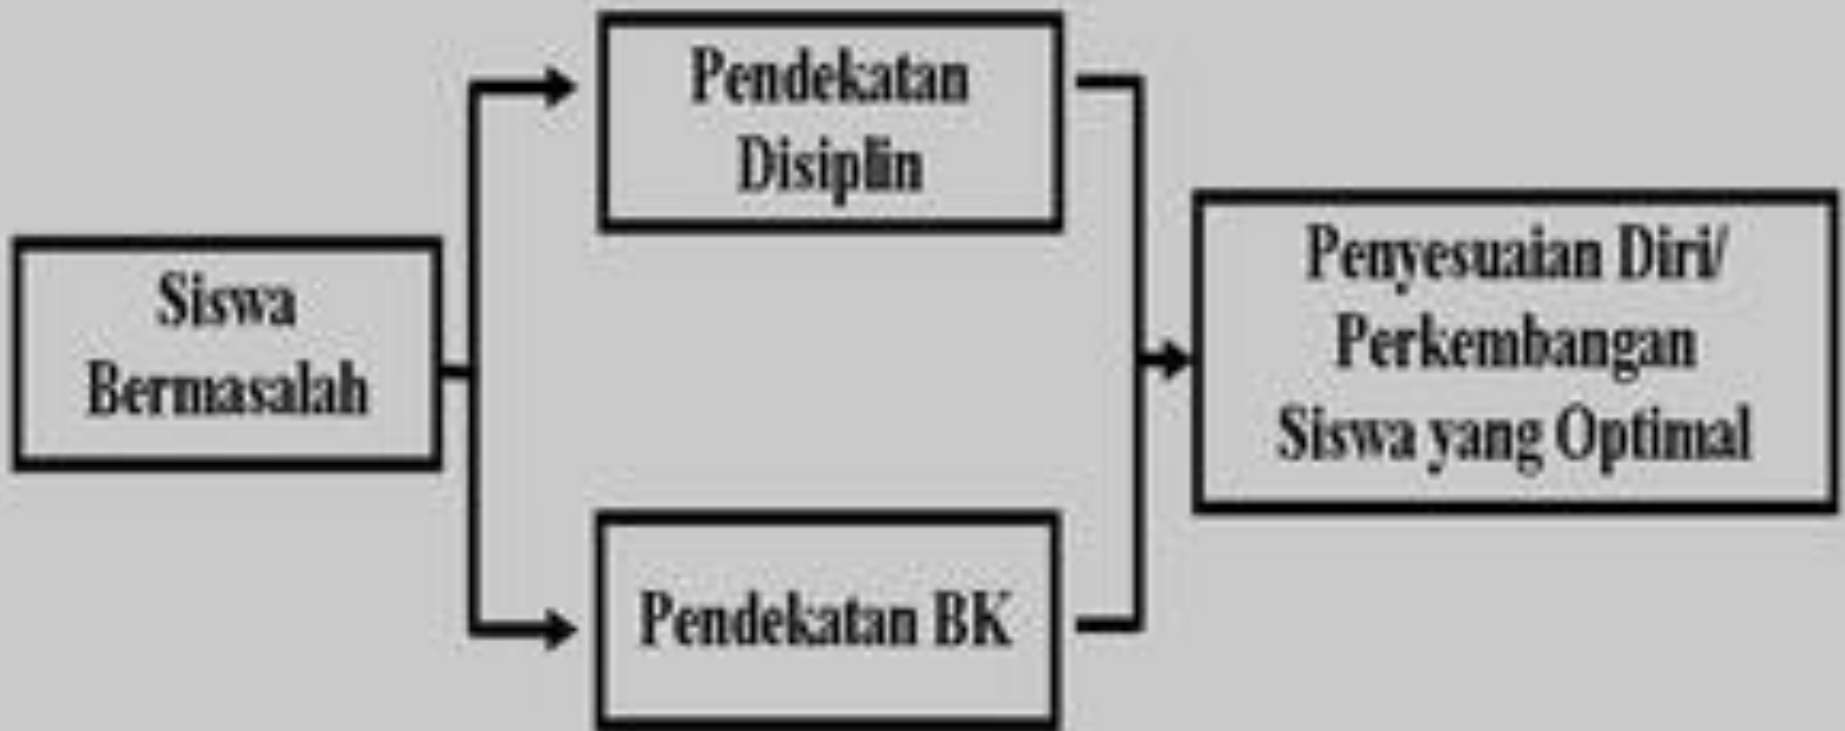 Siswa
Bermasalah
Pendekatan
Disiplin
Pendekatan BK
Penyesuaian Diri/
Perkembangan
Siswa yang Optimal